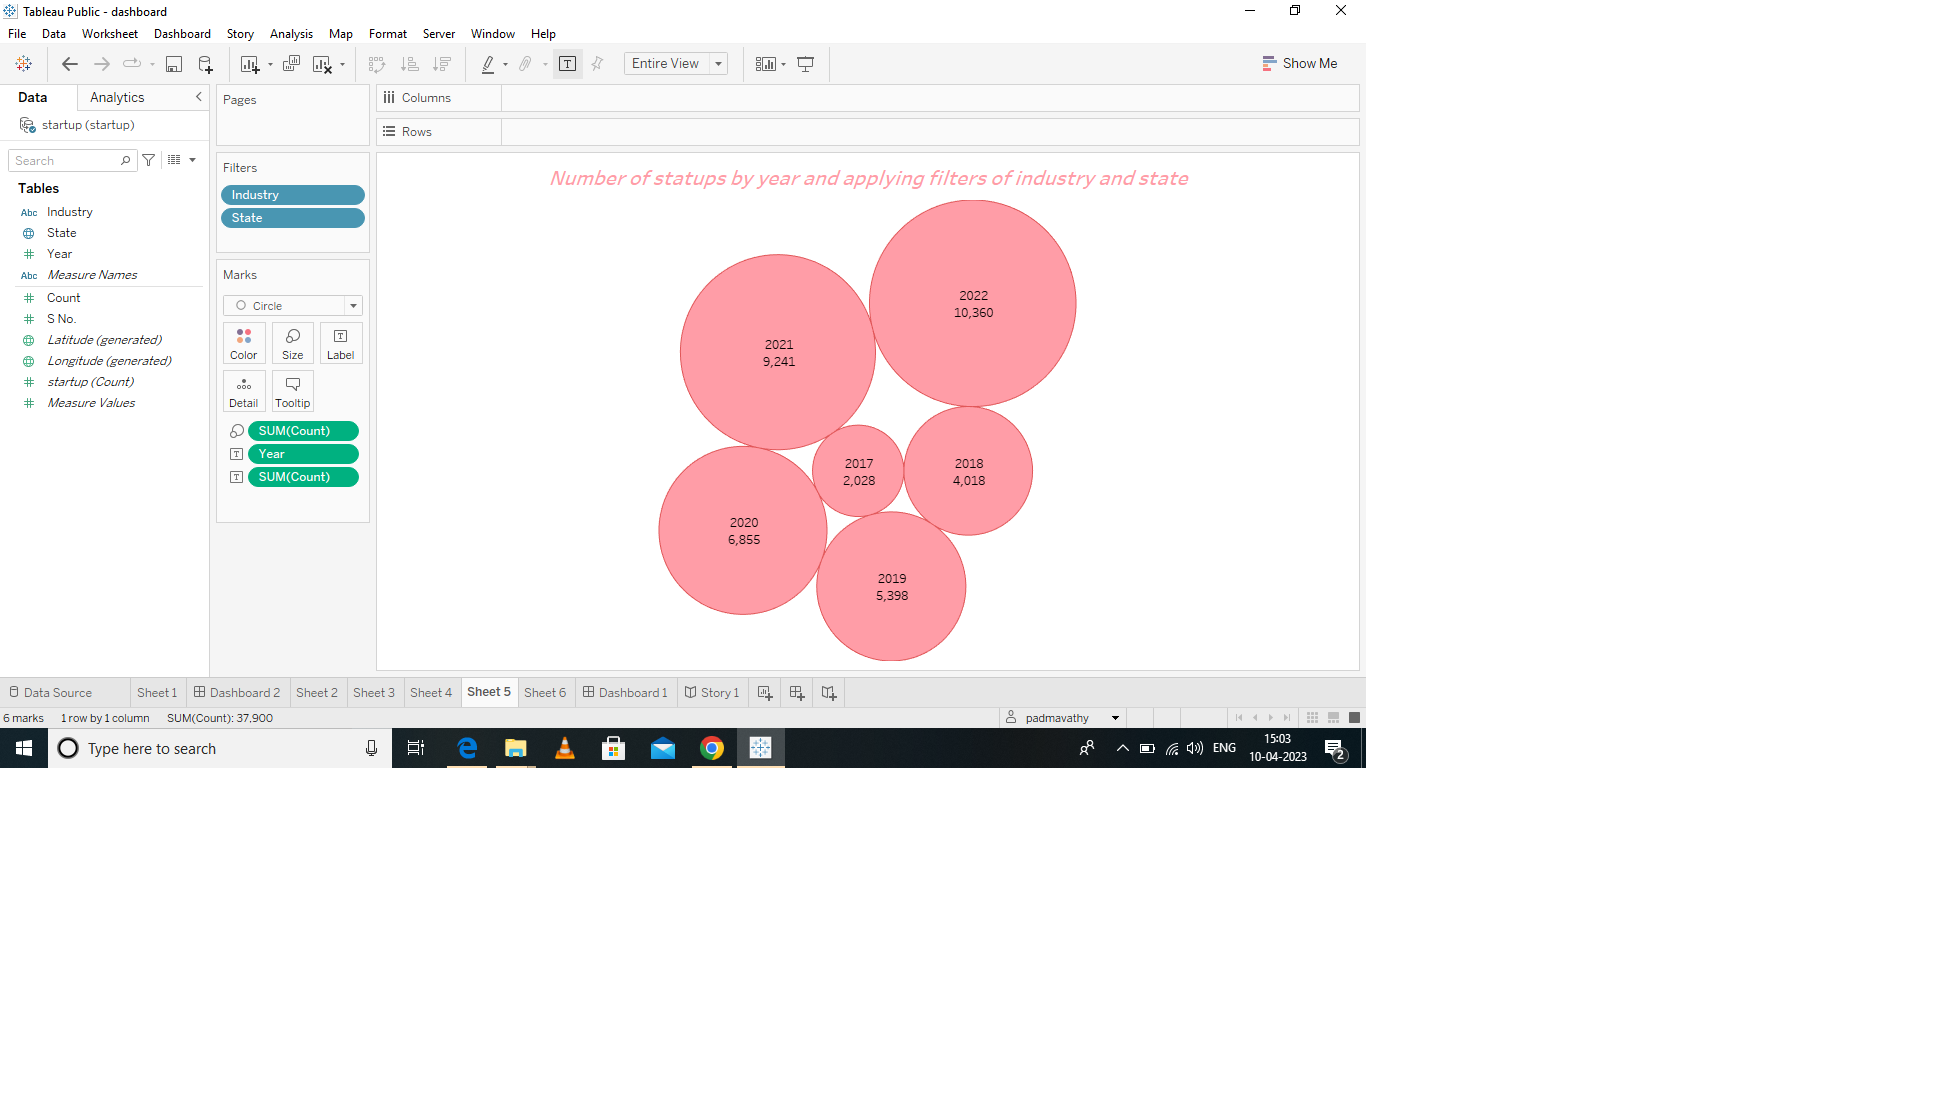 Tableau Public - dashboard
File Data Worksheet Dashboard Story Analysis Map Format Server Window Help
Entire View
Show Me
Data Analytics
startup (startup)
Search
Tables
Abc Industry
State
Year
Abc Measure Names
Count
S No.
Latitude (generated)
Longitude (generated)
startup (Count)
Measure Values
Pages
Filters
Industry
State
Marks
Circle
Color Size Label
Detail Tooltip
SUM(Count)
Year
SUM(Count)
Columns
Rows
Number of statups by year and applying filters of industry and state
2022
10,360
2021
9,241
2017
2,028
2018
4,018
2020
6,855
2019
5,398
Data Source Sheet 1 Dashboard 2 Sheet 2 Sheet 3 Sheet 4 Sheet 5 Sheet 6 Dashboard 1 Story 1
6 marks 1 row by 1 column SUM(Count): 37,900 padmavathy
Type here to search
ENG
15:03
10-04-2023
2